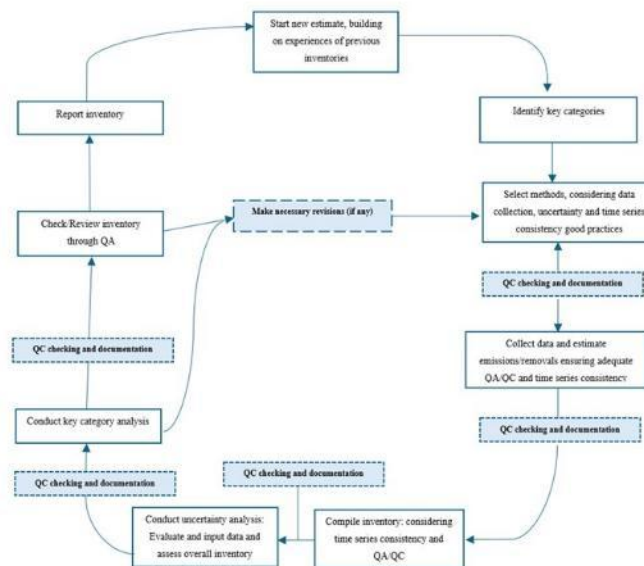 Start new estimate, building
on experiences of previous
inventories
Report inventory
Identify key categories
Check/Review inventory
through QA
Make necessary revisions (if any)
Select methods, considering data
collection, uncertainty and time series
consistency good practices
QC checking and documentation
QC checking and documentation
Collect data and estimate
emissions/removals ensuring adequate
QA/QC and time series consistency
Conduct key category analysis
QC checking and documentation
QC checking and documentation
QC checking and documentation
Conduct uncertainty analysis:
Evaluate and input data and
assess overall inventory
Compile inventory: considering
time series consistency and
QA/QC